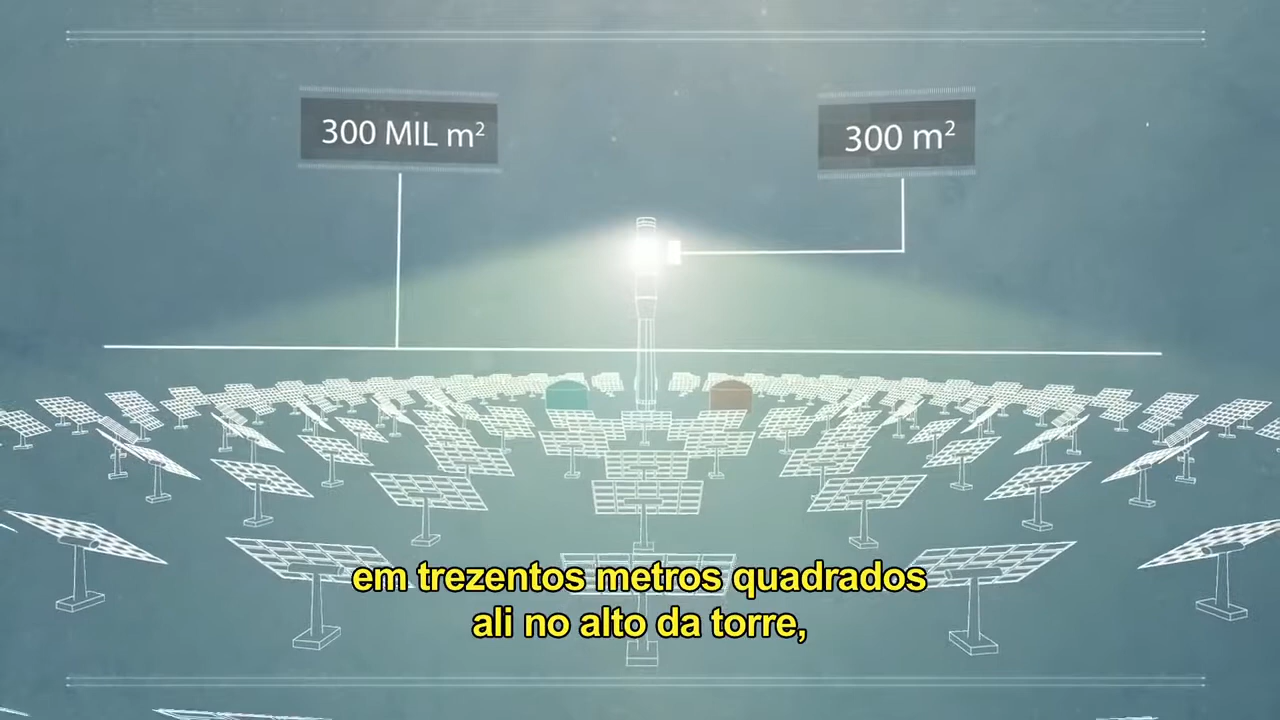 300 MIL m²
300 m²
em trezentos metros quadrados
ali no alto da torre,